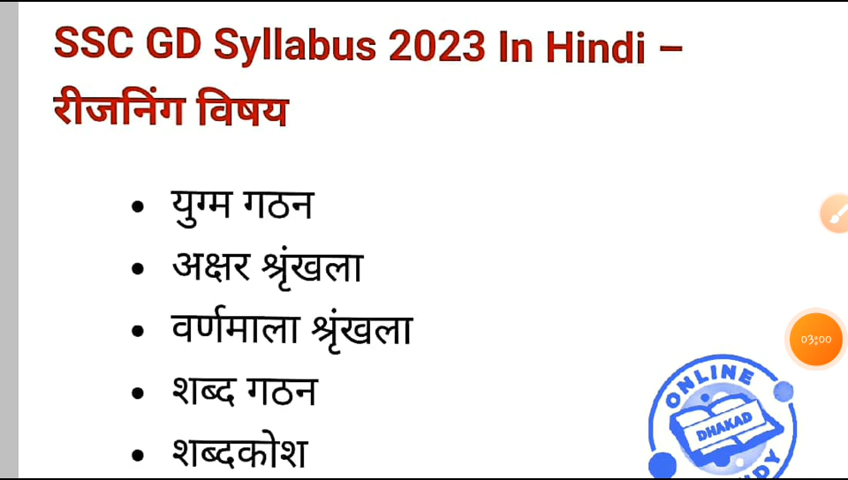 SSC GD Syllabus 2023 In Hindi –
रीजनिंग विषय
• युग्म गठन
• अक्षर श्रृंखला
• वर्णमाला श्रृंखला
• शब्द गठन
• शब्दकोश
03:00
ONLINE
DHAKAD